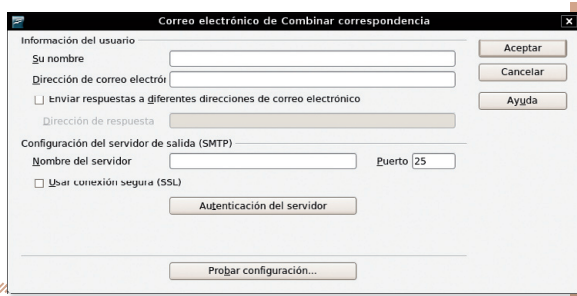 Correo electrónico de Combinar correspondencia
Información del usuario
Su nombre
Dirección de correo electrón
Enviar respuestas a diferentes direcciones de correo electrónico
Dirección de respuesta
Configuración del servidor de salida (SMTP)
Nombre del servidor
Puerto 25
Usar conexión segura (SSL)
Autenticación del servidor
Probar configuración...
Aceptar
Cancelar
Ayuda